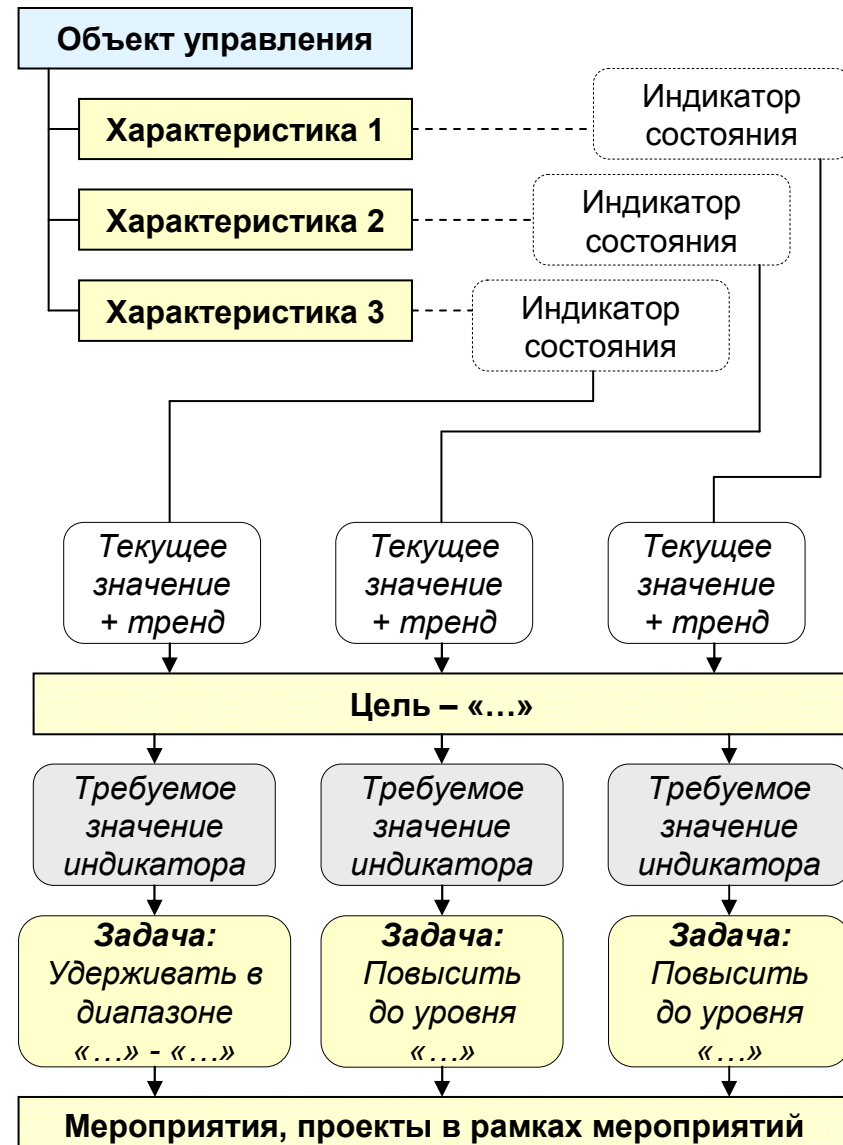 Объект управления
Характеристика 1
Индикатор
состояния
Характеристика 2
Индикатор
состояния
Характеристика 3
Индикатор
состояния
Текущее
значение
+ тренд
Текущее
значение
+ тренд
Текущее
значение
+ тренд
Цель – «...»
Требуемое
значение
индикатора
Требуемое
значение
индикатора
Требуемое
значение
индикатора
Задача:
Удерживать в
диапазоне
«...» - «...»
Задача:
Повысить
до уровня
«...»
Задача:
Повысить
до уровня
«...»
Мероприятия, проекты в рамках мероприятий